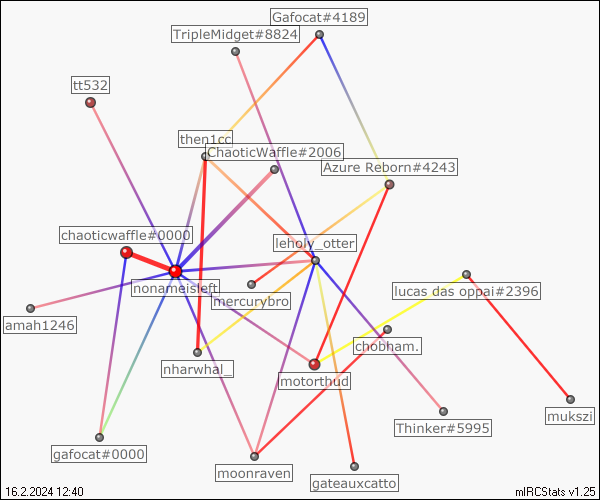 Gafocat#4189
TripleMidget#8824
tt532
then1cc
ChaoticWaffle#2006
Azure Reborn#4243
chaoticwaffle#0000
leholy_otter
nonameisleft
mercurybro
lucas das oppai#2396
amah1246
chobham.
nharwhal_
motorthud
mukszi
Thinker#5995
gafocat#0000
moonraven
gateauxcatto
16.2.2024 12:40
mIRCStats v1.25